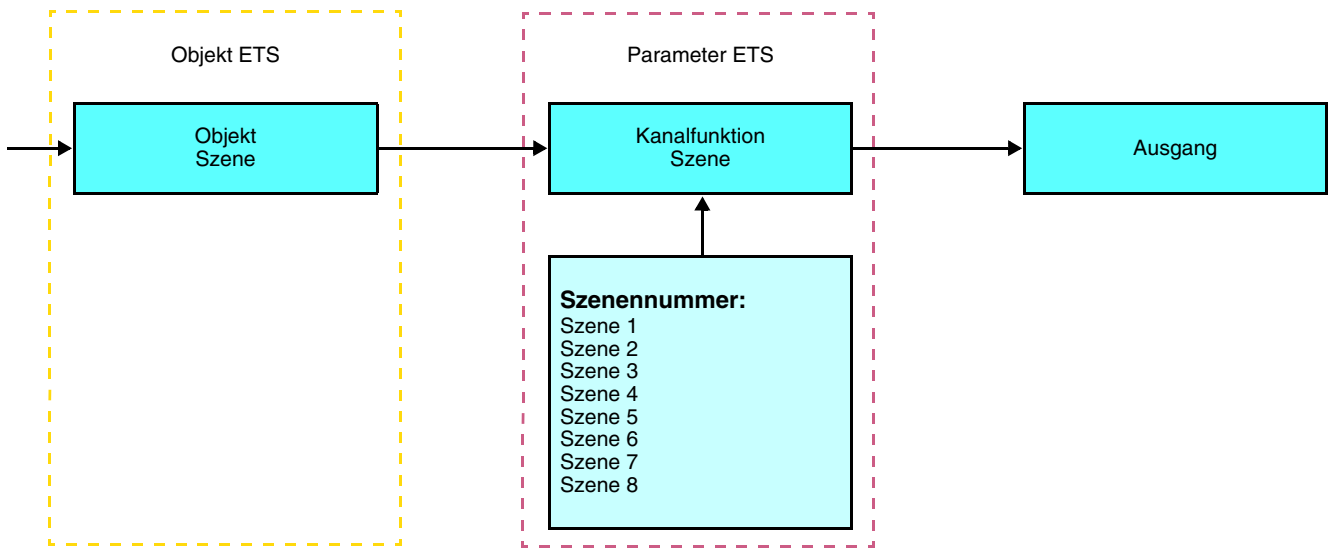 Objekt ETS
Parameter ETS
Objekt
Szene
Kanalfunktion
Szene
Ausgang
Szenennummer:
Szene 1
Szene 2
Szene 3
Szene 4
Szene 5
Szene 6
Szene 7
Szene 8